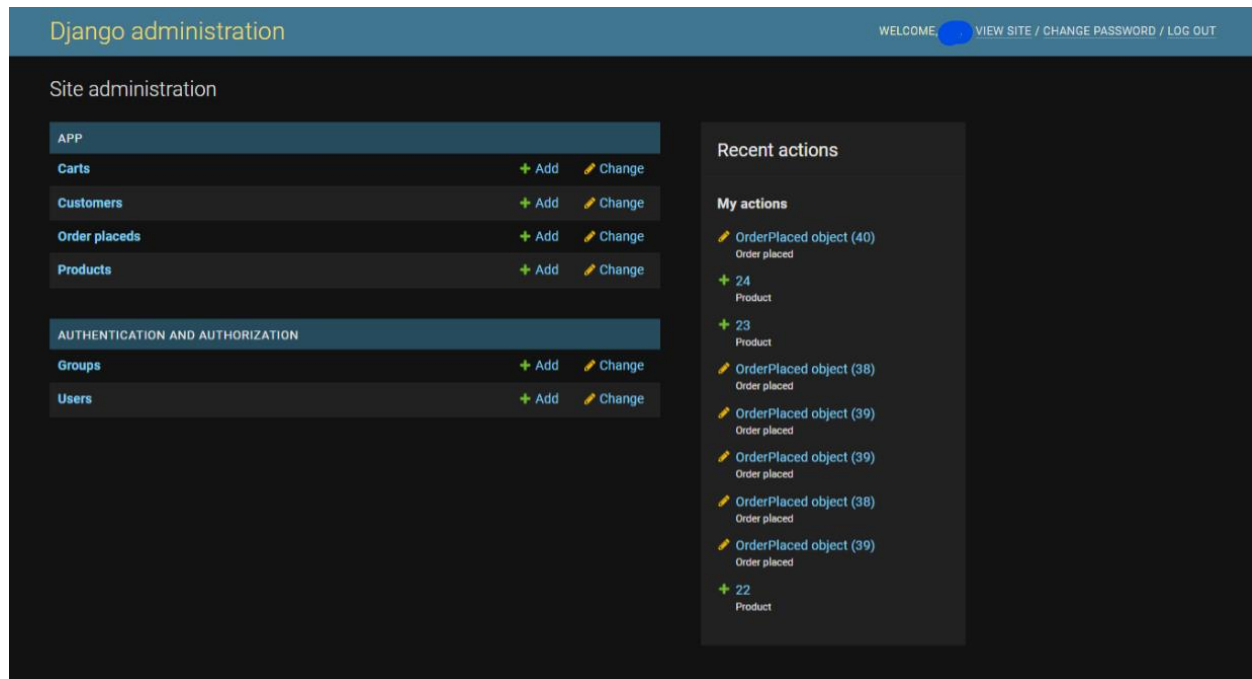 Django administration
WELCOME, VIEW SITE / CHANGE PASSWORD / LOG OUT
Site administration
APP
Carts Add Change
Customers Add Change
Order placeds Add Change
Products Add Change
AUTHENTICATION AND AUTHORIZATION
Groups Add Change
Users Add Change
Recent actions
My actions
OrderPlaced object (40)
Order placed
24
Product
23
Product
OrderPlaced object (38)
Order placed
OrderPlaced object (39)
Order placed
OrderPlaced object (39)
Order placed
OrderPlaced object (38)
Order placed
OrderPlaced object (39)
Order placed
22
Product